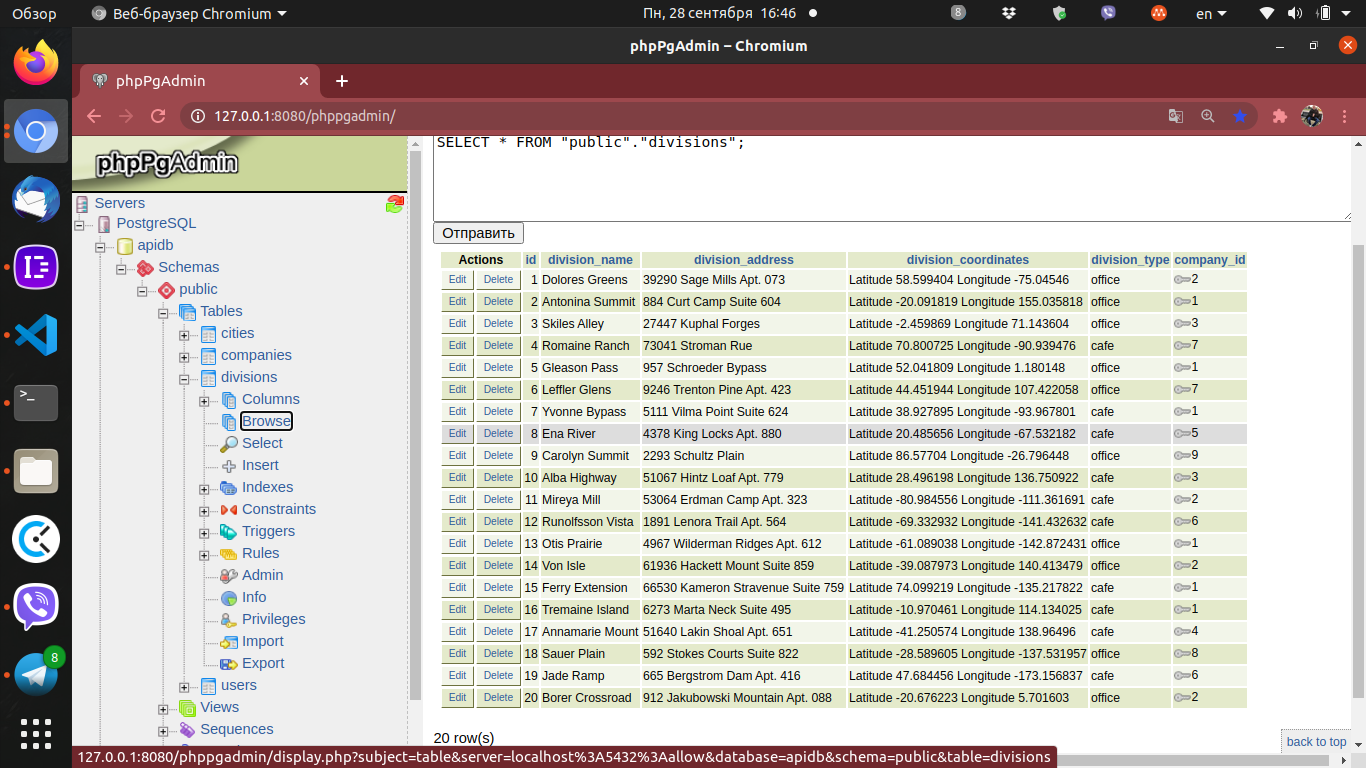 Обзор Веб-браузер Chromium Пн, 28 сентября 16:46 8 en
phpPgAdmin – Chromium
phpPgAdmin
127.0.0.1:8080/phppgadmin/
phpPgAdmin
Servers
PostgreSQL
apidb
Schemas
public
Tables
cities
companies
divisions
Columns
Browse
Select
Insert
Indexes
Constraints
Triggers
Rules
Admin
Info
Privileges
Import
Export
users
Views
Sequences
8
>_
SELECT * FROM "public"."divisions";
Отправить
Actions id division_name division_address division_coordinates division_type company_id
Edit Delete 1 Dolores Greens 39290 Sage Mills Apt. 073 Latitude 58.599404 Longitude -75.04546 office 2
Edit Delete 2 Antonina Summit 884 Curt Camp Suite 604 Latitude -20.091819 Longitude 155.035818 office 1
Edit Delete 3 Skiles Alley 27447 Kuphal Forges Latitude -2.459869 Longitude 71.143604 office 3
Edit Delete 4 Romaine Ranch 73041 Stroman Rue Latitude 70.800725 Longitude -90.939476 cafe 7
Edit Delete 5 Gleason Pass 957 Schroeder Bypass Latitude 52.041809 Longitude 1.180148 office 1
Edit Delete 6 Leffler Glens 9246 Trenton Pine Apt. 423 Latitude 44.451944 Longitude 107.422058 office 7
Edit Delete 7 Yvonne Bypass 5111 Vilma Point Suite 624 Latitude 38.927895 Longitude -93.967801 cafe 1
Edit Delete 8 Ena River 4378 King Locks Apt. 880 Latitude 20.485656 Longitude -67.532182 cafe 5
Edit Delete 9 Carolyn Summit 2293 Schultz Plain Latitude 86.57704 Longitude -26.796448 office 9
Edit Delete 10 Alba Highway 51067 Hintz Loaf Apt. 779 Latitude 28.496198 Longitude 136.750922 cafe 3
Edit Delete 11 Mireya Mill 53064 Erdman Camp Apt. 323 Latitude -80.984556 Longitude -111.361691 cafe 2
Edit Delete 12 Runolfsson Vista 1891 Lenora Trail Apt. 564 Latitude -69.332932 Longitude -141.432632 cafe 6
Edit Delete 13 Otis Prairie 4967 Wilderman Ridges Apt. 612 Latitude -61.089038 Longitude -142.872431 office 1
Edit Delete 14 Von Isle 61936 Hackett Mount Suite 859 Latitude -39.087973 Longitude 140.413479 office 2
Edit Delete 15 Ferry Extension 66530 Kameron Stravenue Suite 759 Latitude 74.099219 Longitude -135.217822 cafe 1
Edit Delete 16 Tremaine Island 6273 Marta Neck Suite 495 Latitude -10.970461 Longitude 114.134025 cafe 1
Edit Delete 17 Annamarie Mount 51640 Lakin Shoal Apt. 651 Latitude -41.250574 Longitude 138.96496 cafe 4
Edit Delete 18 Sauer Plain 592 Stokes Courts Suite 822 Latitude -28.589605 Longitude -137.531957 office 8
Edit Delete 19 Jade Ramp 665 Bergstrom Dam Apt. 416 Latitude 47.684456 Longitude -173.156837 cafe 6
Edit Delete 20 Borer Crossroad 912 Jakubowski Mountain Apt. 088 Latitude -20.676223 Longitude 5.701603 office 2
20 row(s)
back to top
127.0.0.1:8080/phppgadmin/display.php?subject=table&server=localhost%3A5432%3Aallow&database=apidb&schema=public&table=divisions